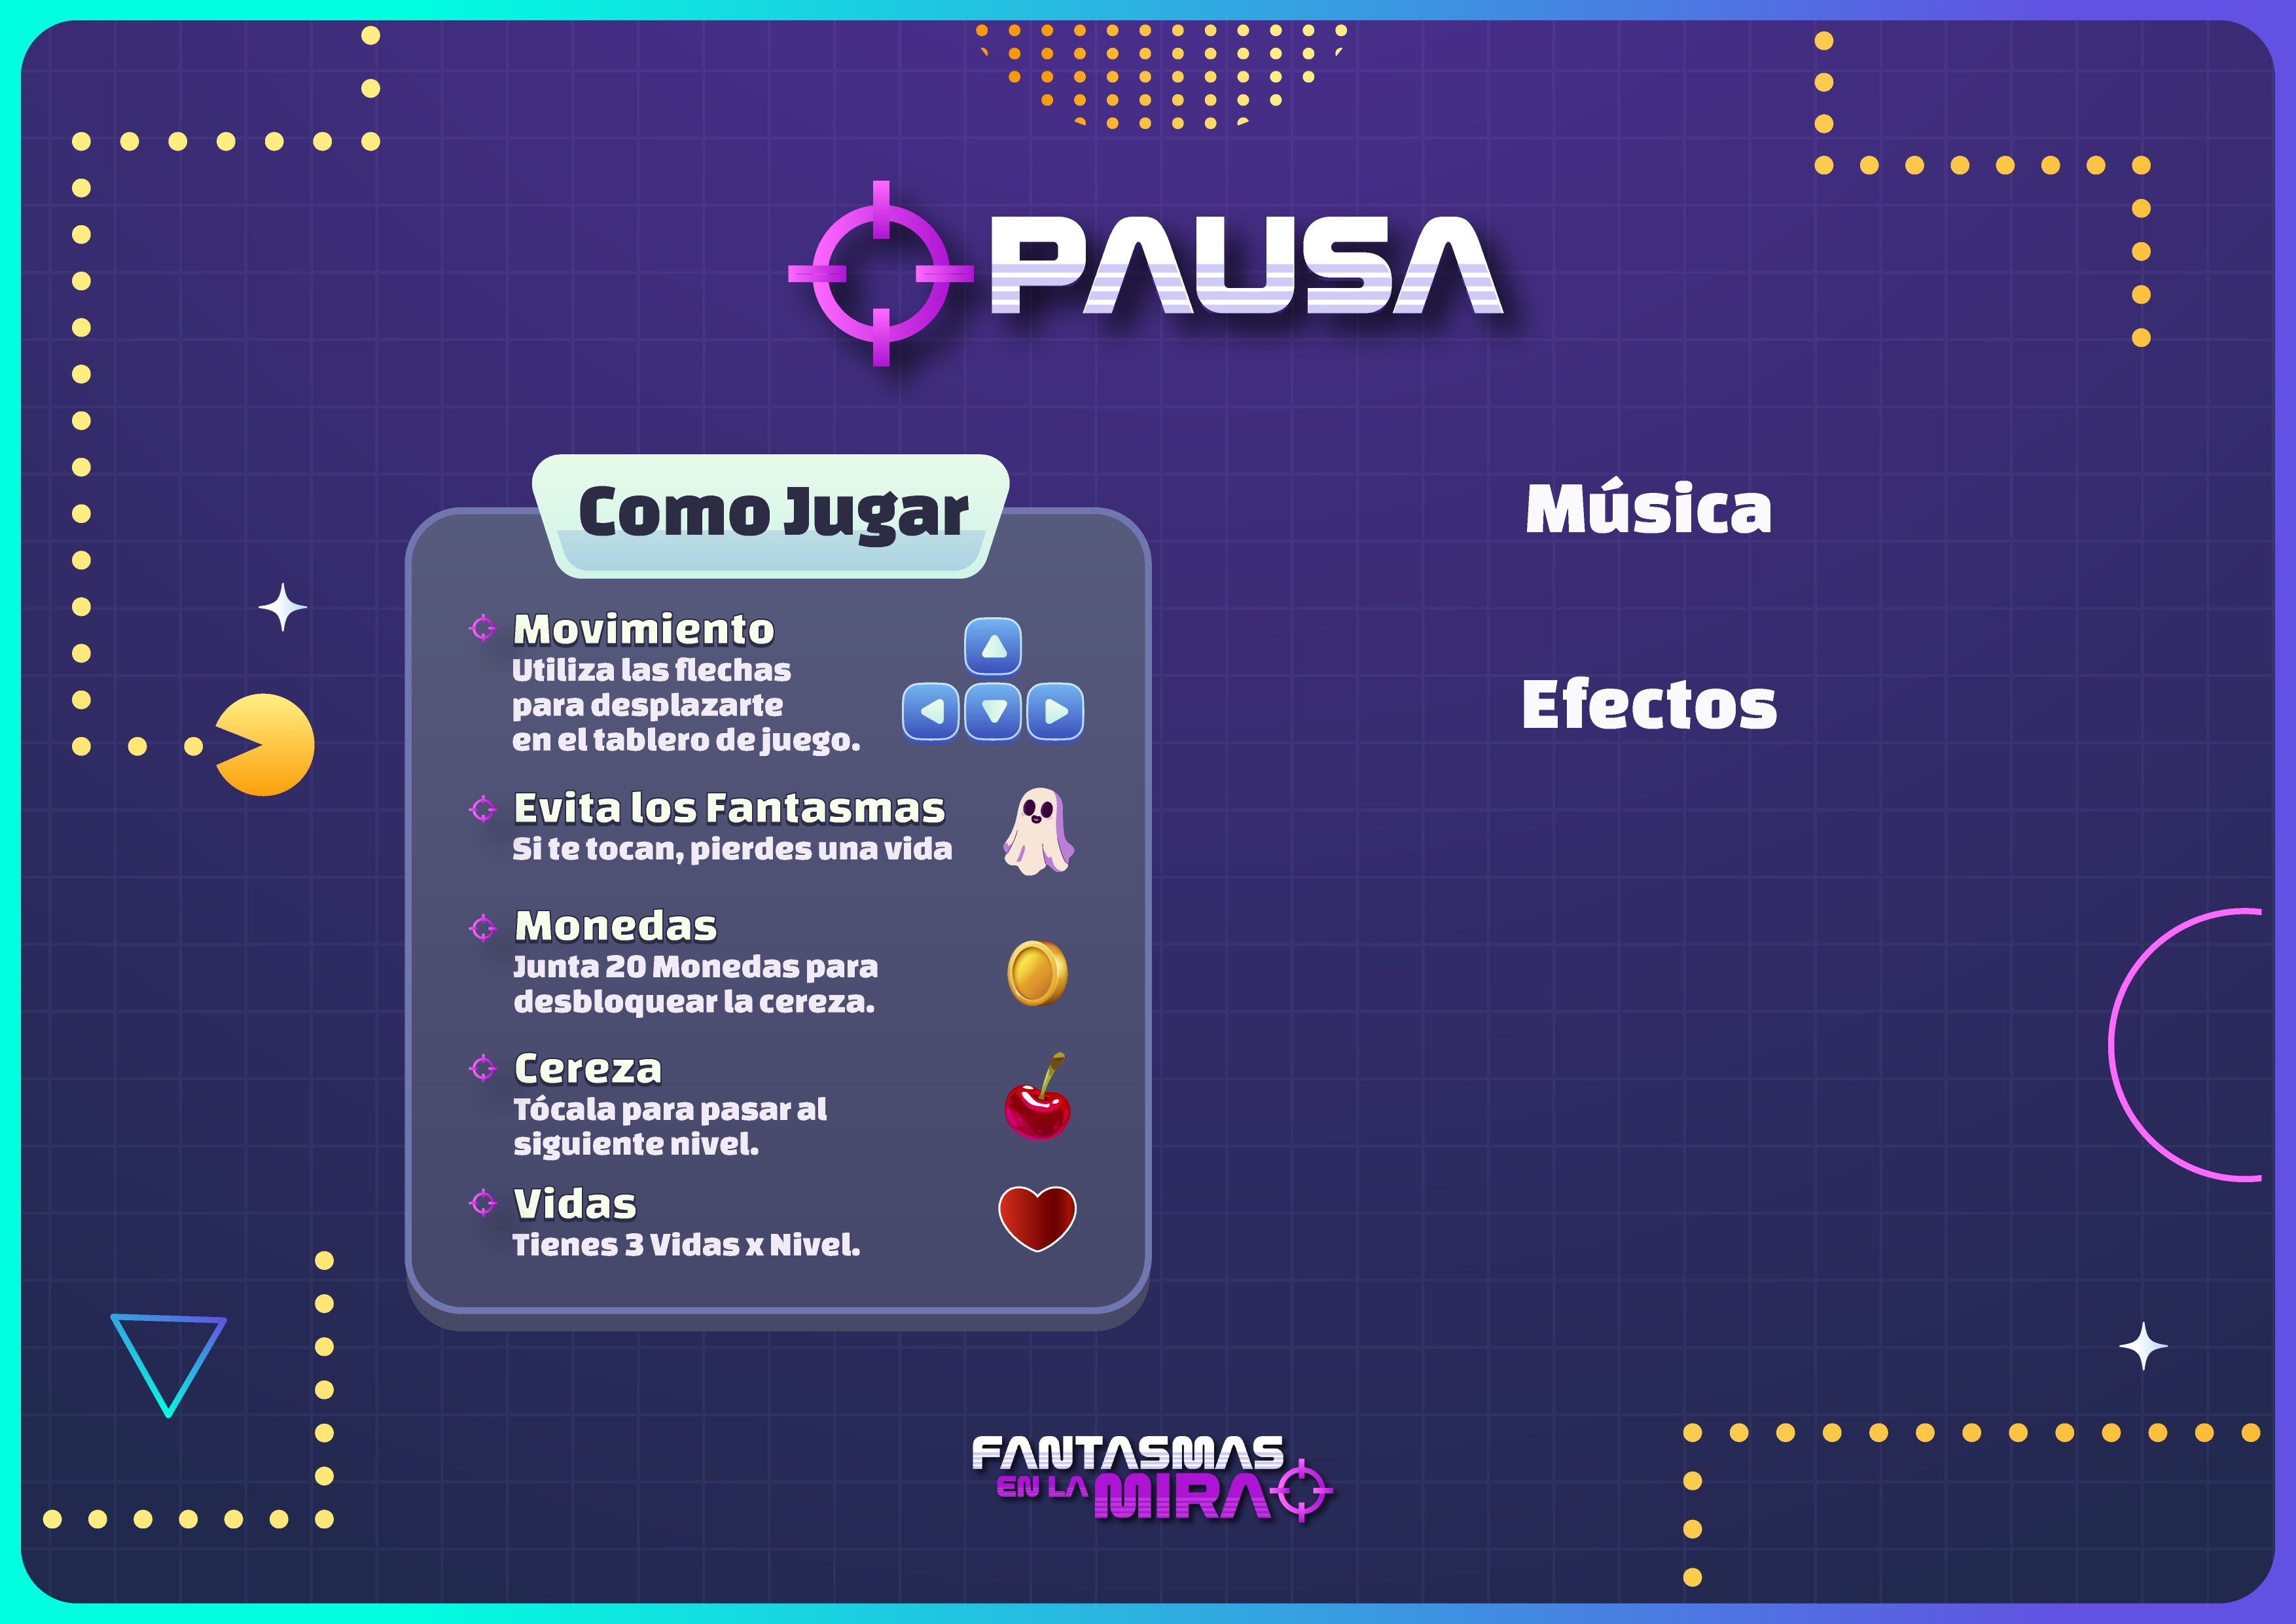 PAUSA
Como Jugar
Movimiento
Utiliza las flechas
para desplazarte
en el tablero de juego.
Evita los Fantasmas
Si te tocan, pierdes una vida
Monedas
Junta 20 Monedas para
desbloquear la cereza.
Cereza
Tócala para pasar al
siguiente nivel.
Vidas
Tienes 3 Vidas x Nivel.
Música
Efectos
FANTASMAS
EN LA MIRA